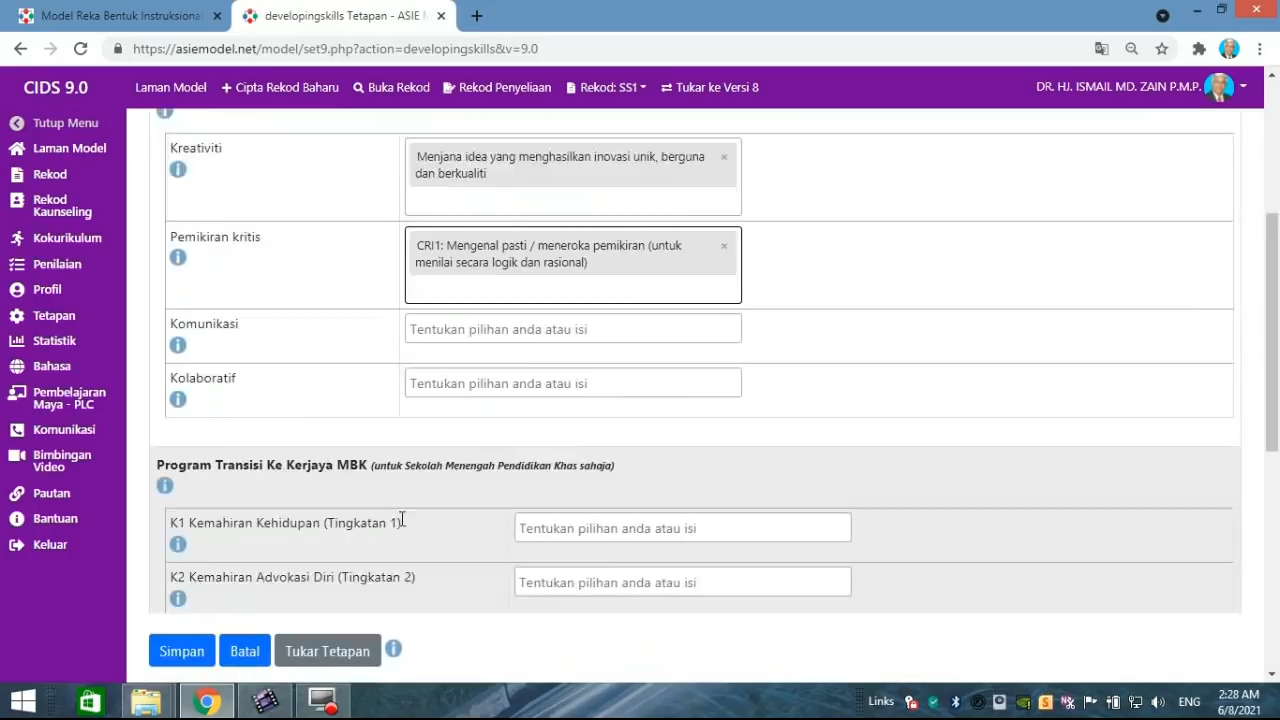 Model Reka Bentuk Instruksiona
developingskills Tetapan - ASIE M
https://asiemodel.net/model/set9.php?action=developingskills&v=9.0
CIDS 9.0
Laman Model
Cipta Rekod Baharu
Buka Rekod
Rekod Penyeliaan
Rekod: SS1
Tukar ke Versi 8
DR. HJ. ISMAIL MD. ZAIN P.M.P.
Tutup Menu
Laman Model
Rekod
Rekod
Kaunseling
Kokurikulum
Penilaian
Profil
Tetapan
Statistik
Bahasa
Pembelajaran
Maya - PLC
Komunikasi
Bimbingan
Video
Pautan
Bantuan
Keluar
Kreativiti
Menjana idea yang menghasilkan inovasi unik, berguna
dan berkualiti
Pemikiran kritis
CRI1: Mengenal pasti / meneroka pemikiran (untuk
menilai secara logik dan rasional)
Komunikasi
Tentukan pilihan anda atau isi
Kolaboratif
Tentukan pilihan anda atau isi
Program Transisi Ke Kerjaya MBK (untuk Sekolah Menengah Pendidikan Khas sahaja)
K1 Kemahiran Kehidupan (Tingkatan 1)
Tentukan pilihan anda atau isi
K2 Kemahiran Advokasi Diri (Tingkatan 2)
Tentukan pilihan anda atau isi
Simpan
Batal
Tukar Tetapan
Links
ENG
2:28 AM
6/8/2021